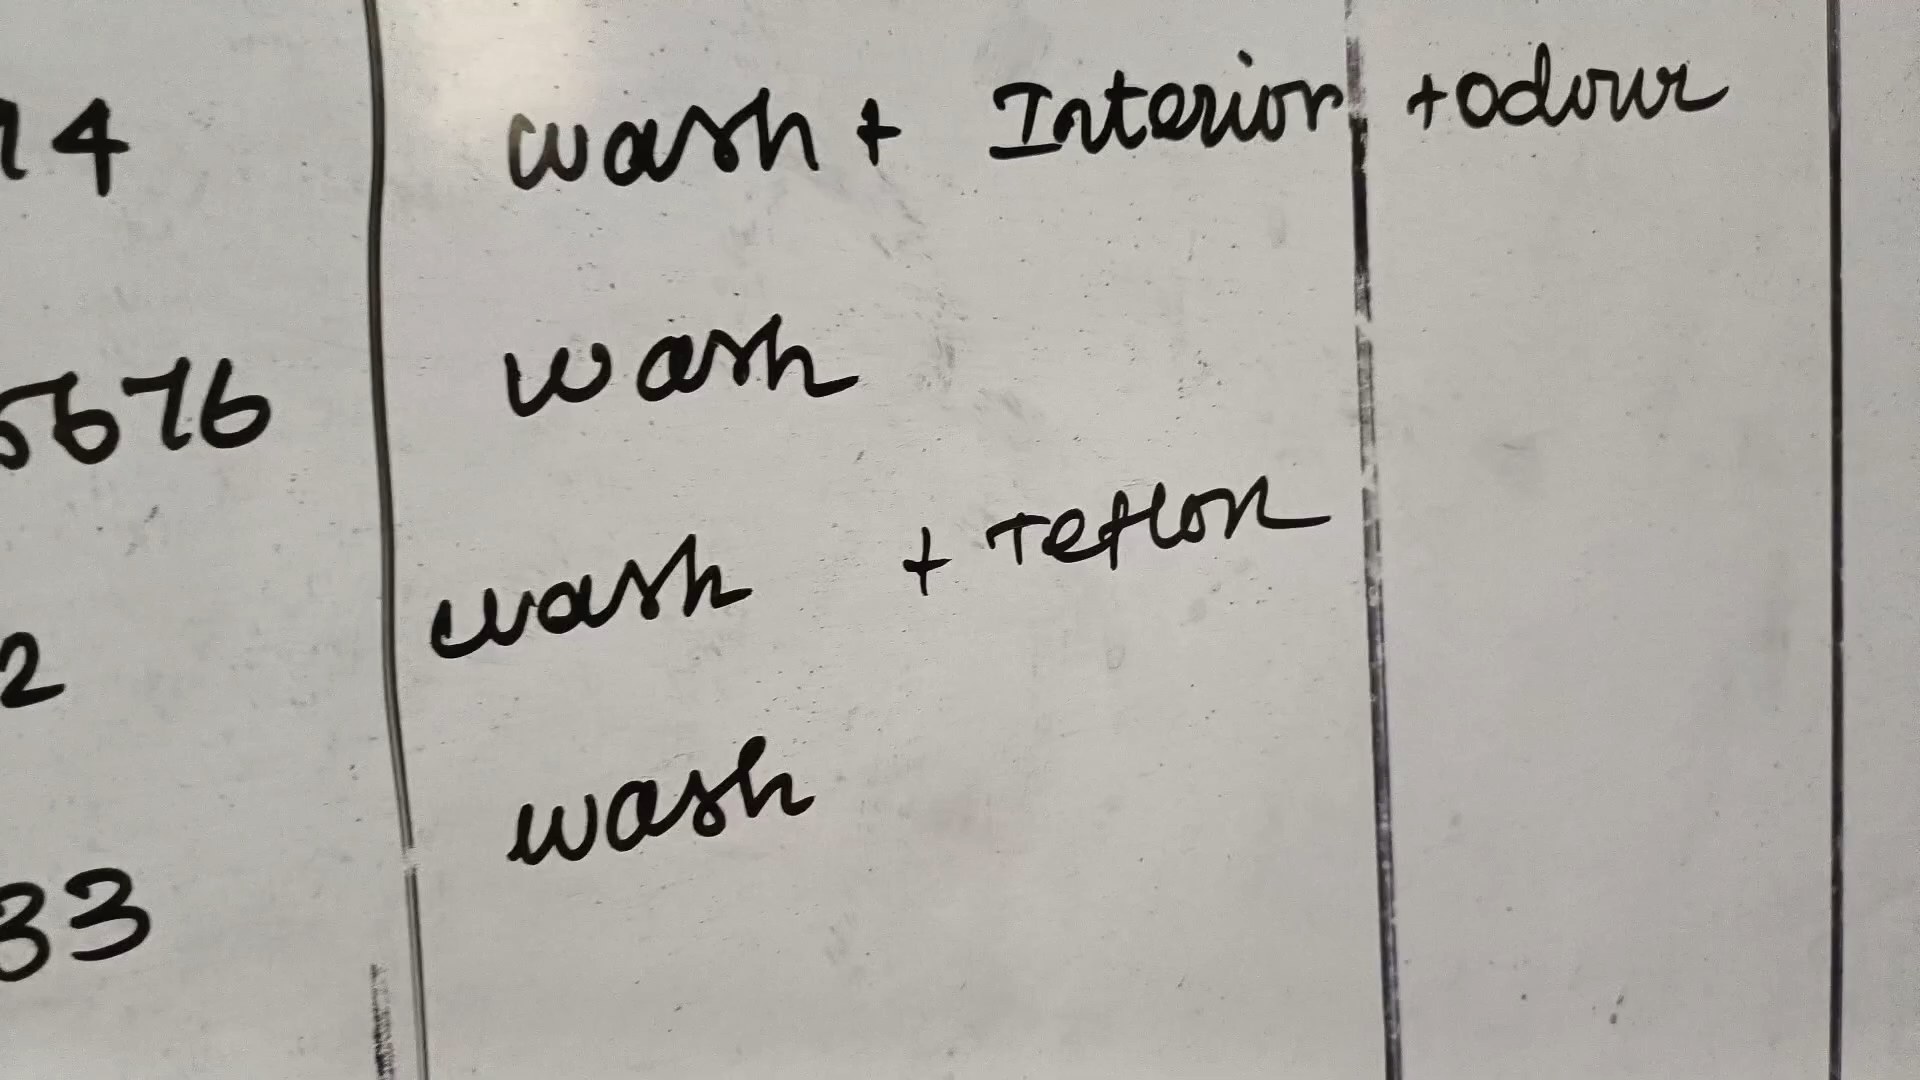 14 wash + Interior + Odour
5676 wash
2 wash + Teflon
33 wash